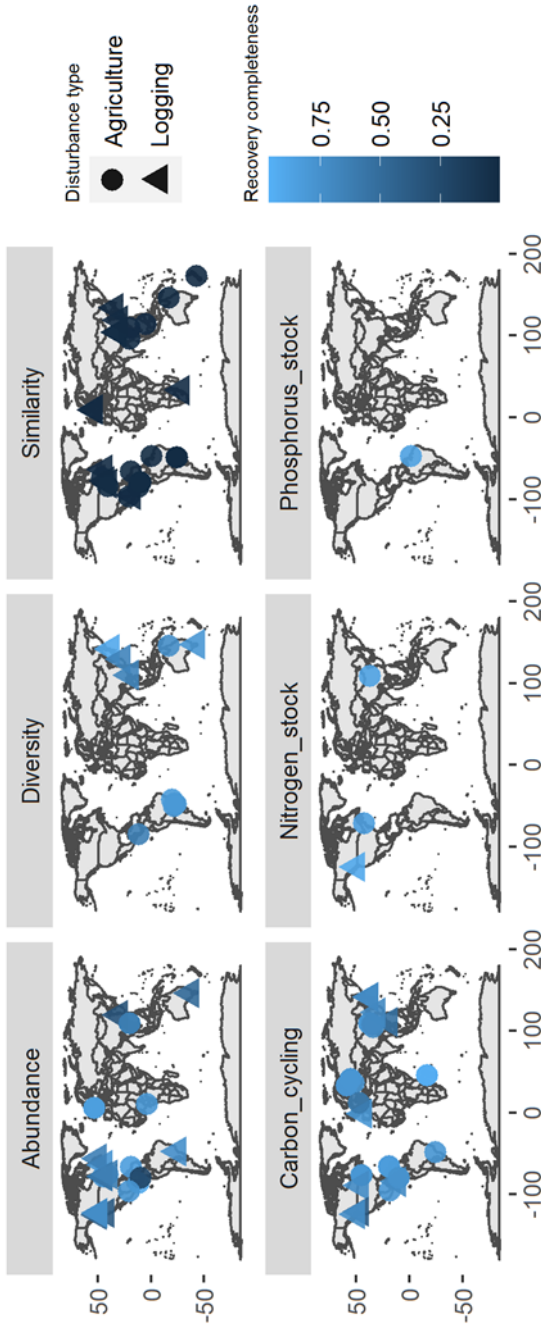 Abundance
Diversity
Similarity
50
0
-50
Carbon_cycling
Nitrogen_stock
Phosphorus_stock
50
0
-50
-100
0
100
200
-100
0
100
200
-100
0
100
200
Disturbance type
Agriculture
Logging
Recovery completeness
0.75
0.50
0.25